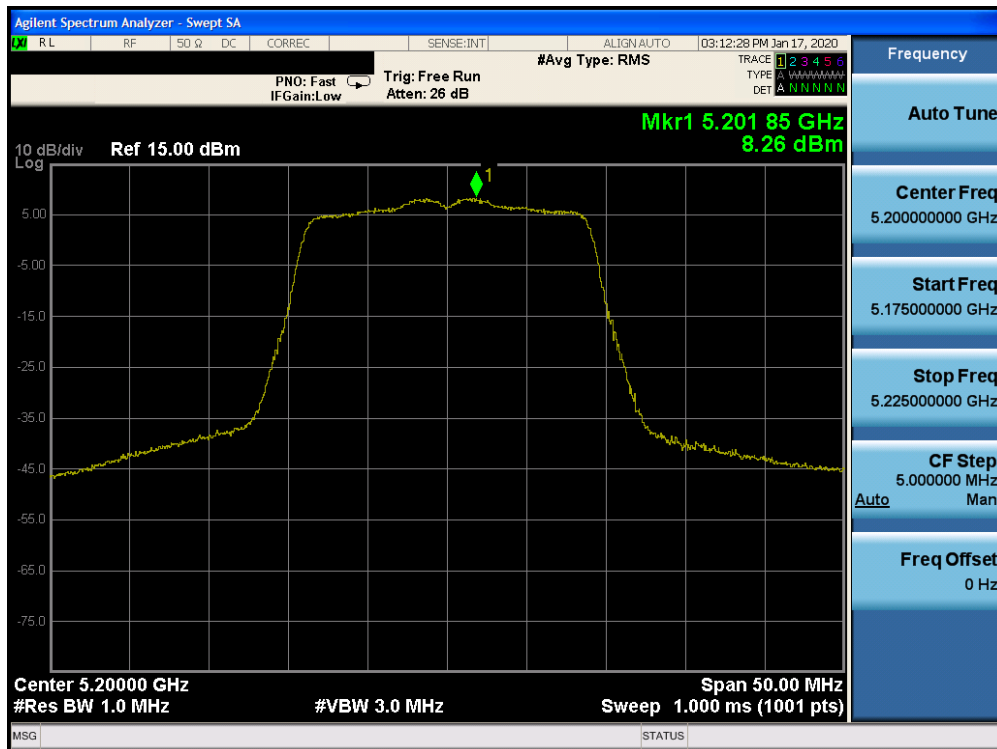 Agilent Spectrum Analyzer - Swept SA
LXI RL RF 50 Ω DC CORREC SENSE:INT ALIGN AUTO 03:12:28 PM Jan 17, 2020
PNO: Fast
IFGain:Low
Trig: Free Run
Atten: 26 dB
#Avg Type: RMS
TRACE 1 2 3 4 5 6
TYPE A WWWWW
DET A N N N N N
Mkr1 5.201 85 GHz
8.26 dBm
10 dB/div Ref 15.00 dBm
Log
1
5.00
-5.00
-15.0
-25.0
-35.0
-45.0
-55.0
-65.0
-75.0
Center 5.20000 GHz Span 50.00 MHz
#Res BW 1.0 MHz #VBW 3.0 MHz Sweep 1.000 ms (1001 pts)
MSG STATUS
Frequency
Auto Tune
Center Freq
5.200000000 GHz
Start Freq
5.175000000 GHz
Stop Freq
5.225000000 GHz
CF Step
5.000000 MHz
Auto Man
Freq Offset
0 Hz